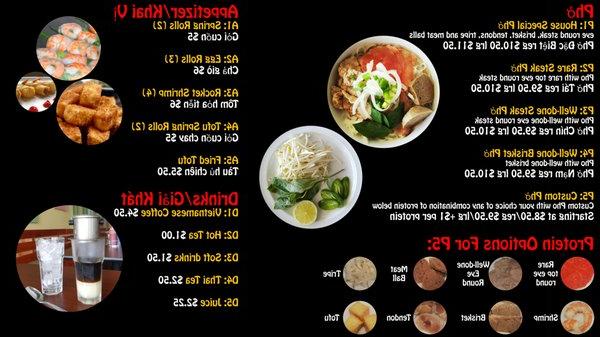 Phở
P1: House Special Phở
eye round steak, brisket, tendons, tripe and meat balls
Phở Đặc Biệt reg $10.50 lrg $11.50
P2: Rare Steak Phở
Pho with rare top eye round steak
Phở Tái reg $9.50 lrg $10.50
P3: Well-done Steak Phở
Pho with well-done eye round steak
Phở Chín reg $9.50 lrg $10.50
P4: Well-done Brisket Phở
Pho with well-done brisket
Phở Nạm reg $9.50 lrg $10.50
P5: Custom Phở
Custom Pho with your choice of any combination of protein below
Starting at $8.50/reg $9.50/lrg +$1 per protein
Protein Options For P5:
Rare top eye round
Well-done Eye Round
Meat Ball
Tripe
Shrimp
Brisket
Tendon
Tofu
Appetizer/Khai Vị
A1: Spring Rolls (2)
Gỏi cuốn $5
A2: Egg Rolls (3)
Chả giò $6
A3: Rocket Shrimp (4)
Tôm hỏa tiễn $6
A4: Tofu Spring Rolls (2)
Gỏi cuốn chay $5
A5: Fried Tofu
Tàu hủ chiên $5.50
Drinks/Giải Khát
D1: Vietnamese Coffee $4.50
D2: Hot Tea $1.00
D3: Soft drinks $1.50
D4: Thai Tea $2.50
D5: Juice $2.25